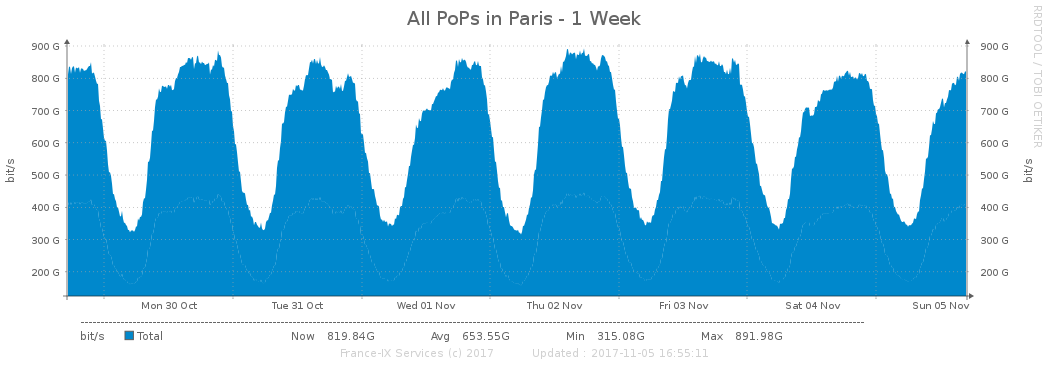 All PoPs in Paris - 1 Week
RRDTOOL / TOBI OETIKER
900 G 900 G
800 G 800 G
700 G 700 G
600 G 600 G
500 G 500 G
400 G 400 G
300 G 300 G
200 G 200 G
bit/s bit/s
Mon 30 Oct Tue 31 Oct Wed 01 Nov Thu 02 Nov Fri 03 Nov Sat 04 Nov Sun 05 Nov
bit/s Total Now 819.84G Avg 653.55G Min 315.08G Max 891.98G
France-IX Services (c) 2017 Updated : 2017-11-05 16:55:11